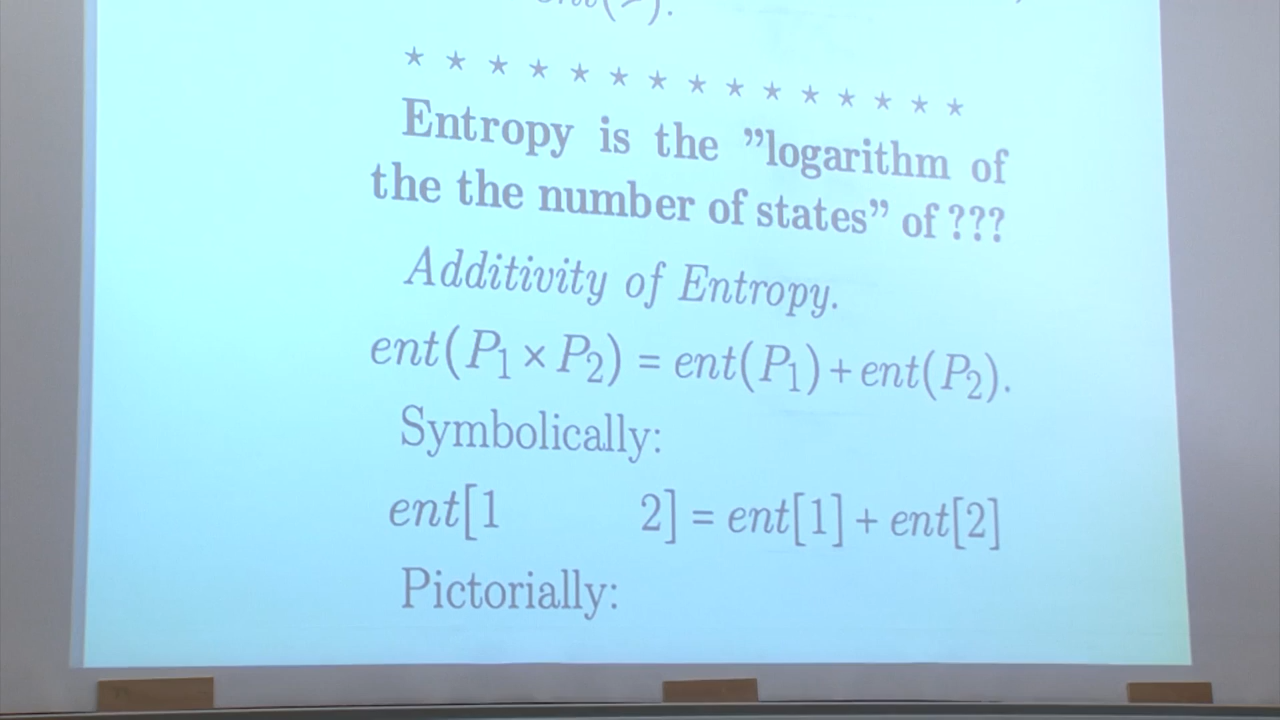 * * * * * * * * * * * * * * *
Entropy is the ”logarithm of
the the number of states” of ???
Additivity of Entropy.
ent(P₁ × P₂) = ent(P₁) + ent(P₂).
Symbolically:
ent[1 2] = ent[1] + ent[2]
Pictorially: